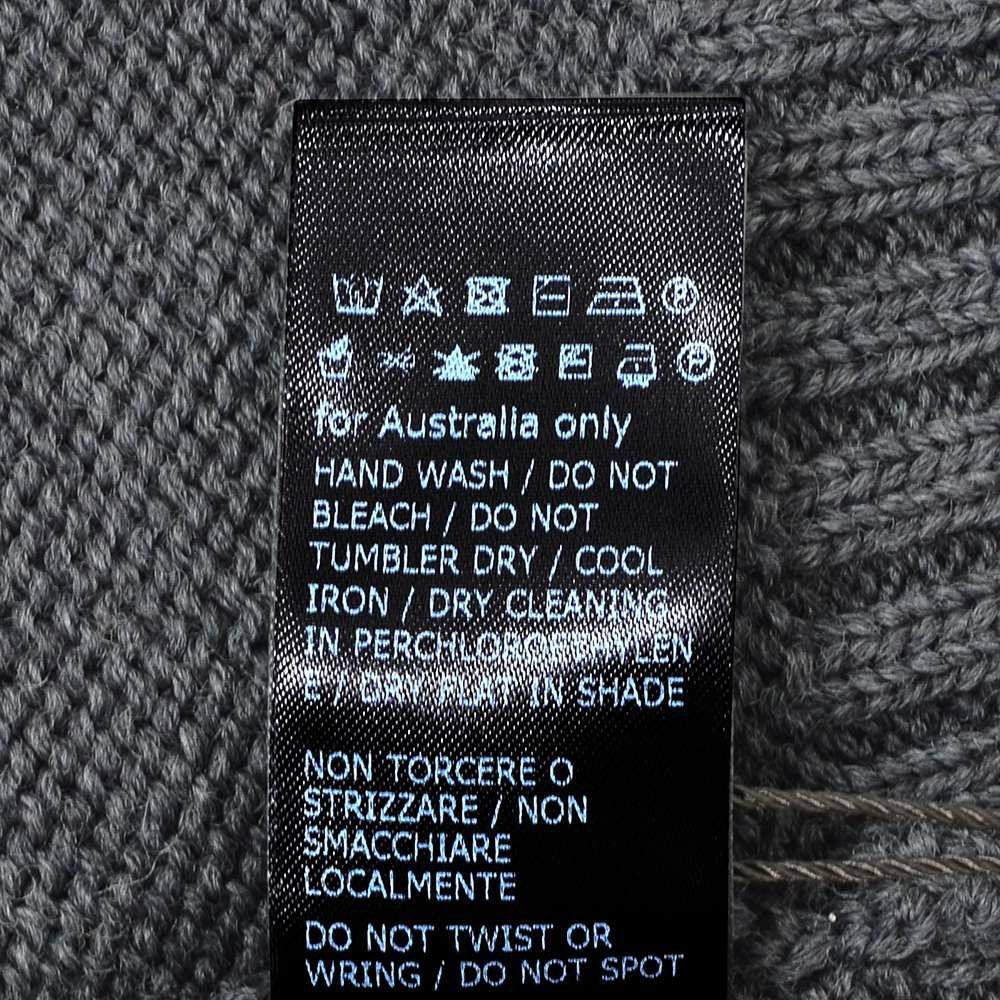 for Australia only
HAND WASH / DO NOT
BLEACH / DO NOT
TUMBLER DRY / COOL
IRON / DRY CLEANING
IN PERCHLOROETHYLEN
E / DRY FLAT IN SHADE
NON TORCERE O
STRIZZARE / NON
SMACCHIARE
LOCALMENTE
DO NOT TWIST OR
WRING / DO NOT SPOT